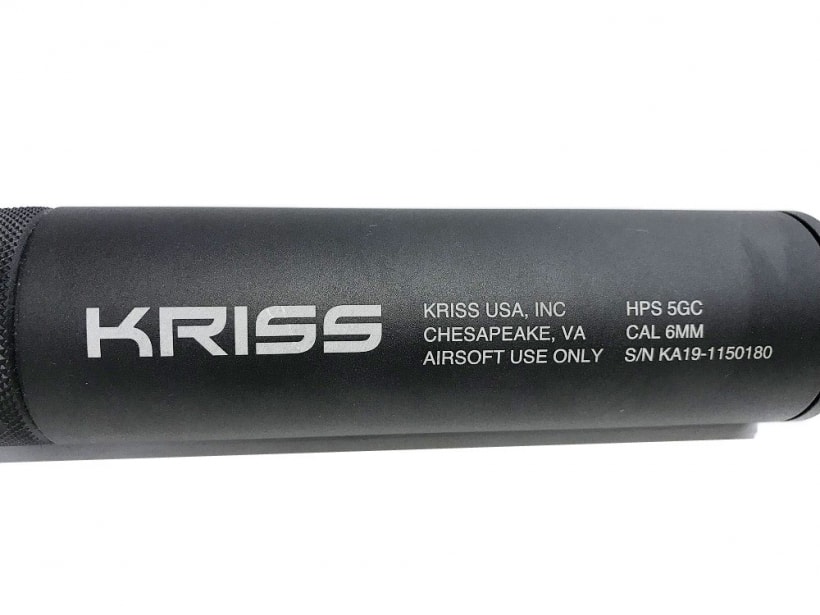 KRISS
KRISS USA, INC
CHESAPEAKE, VA
AIRSOFT USE ONLY
HPS 5GC
CAL 6MM
S/N KA19-1150180